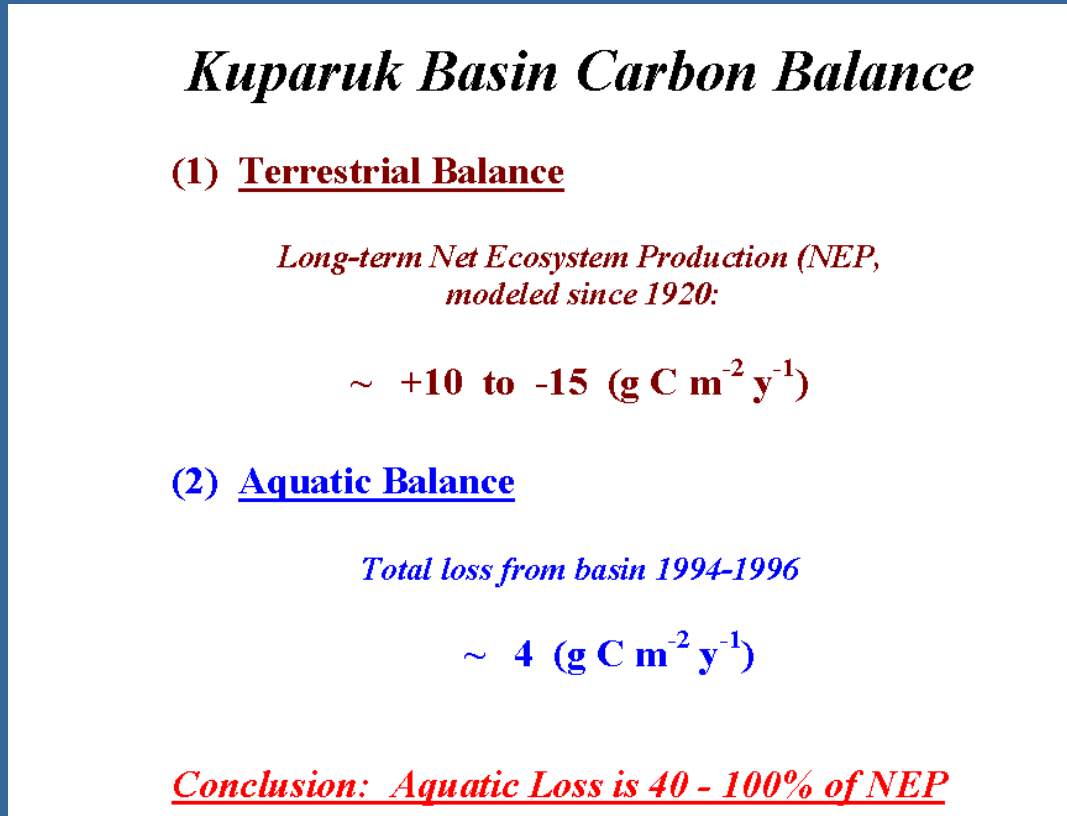 Kuparuk Basin Carbon Balance
(1) Terrestrial Balance
Long-term Net Ecosystem Production (NEP,
modeled since 1920:
~ +10 to -15 (g C m⁻² y⁻¹)
(2) Aquatic Balance
Total loss from basin 1994-1996
~ 4 (g C m⁻² y⁻¹)
Conclusion: Aquatic Loss is 40 - 100% of NEP